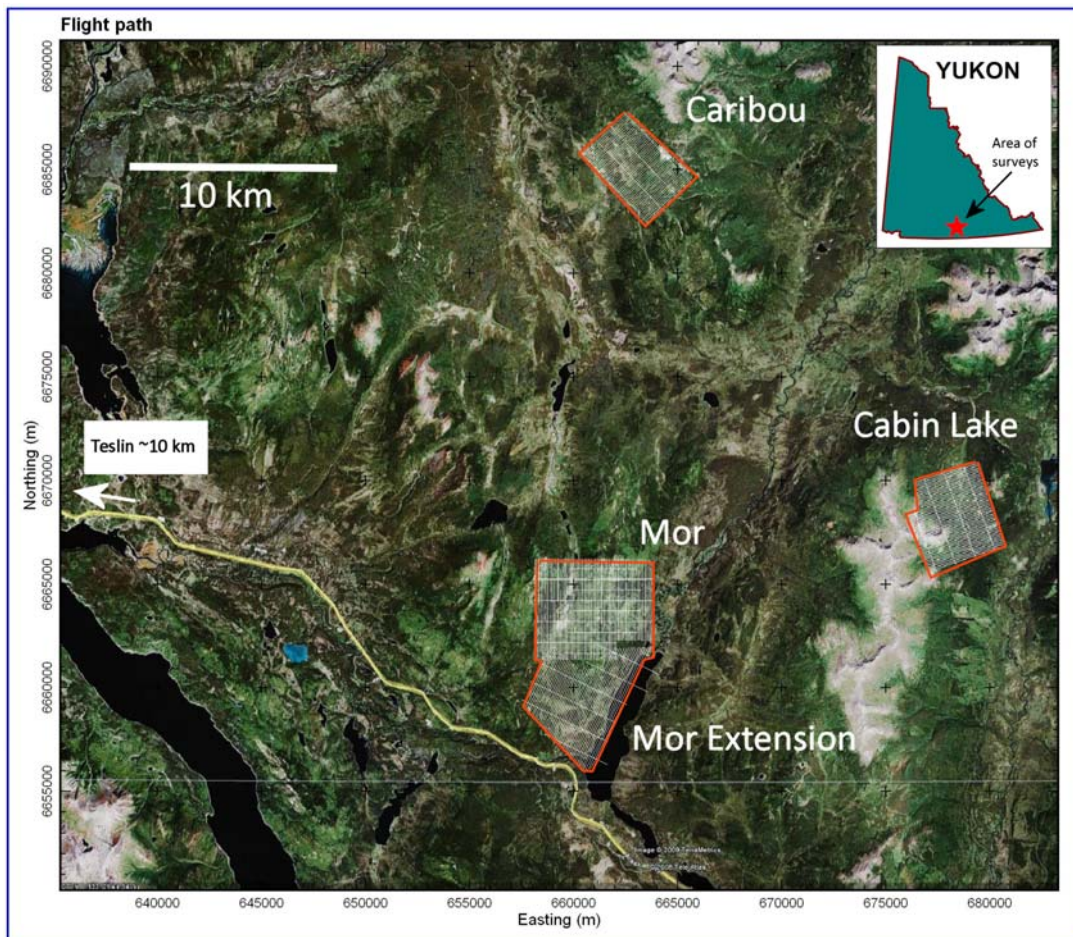 Flight path
YUKON
Area of
surveys
Caribou
10 km
Cabin Lake
Teslin ~10 km
Mor
Mor Extension
Northing (m)
6690000
6685000
6680000
6675000
6670000
6665000
6660000
6655000
640000 645000 650000 655000 660000 665000 670000 675000 680000
Easting (m)